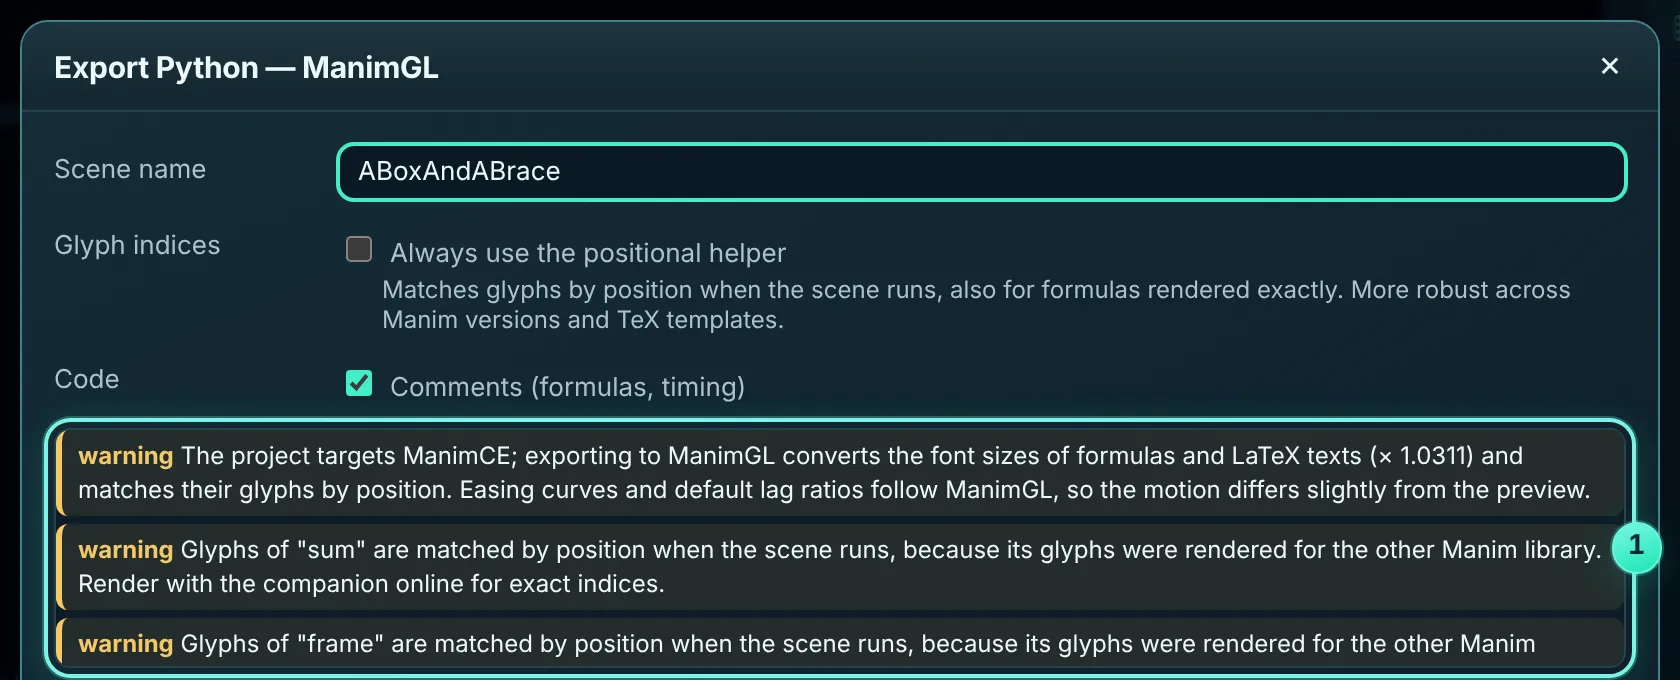 Export Python — ManimGL
×
Scene name
ABoxAndABrace
Glyph indices
Always use the positional helper
Matches glyphs by position when the scene runs, also for formulas rendered exactly. More robust across
Manim versions and TeX templates.
Code
Comments (formulas, timing)
warning The project targets ManimCE; exporting to ManimGL converts the font sizes of formulas and LaTeX texts (× 1.0311) and
matches their glyphs by position. Easing curves and default lag ratios follow ManimGL, so the motion differs slightly from the preview.
warning Glyphs of "sum" are matched by position when the scene runs, because its glyphs were rendered for the other Manim library.
Render with the companion online for exact indices.
1
warning Glyphs of "frame" are matched by position when the scene runs, because its glyphs were rendered for the other Manim